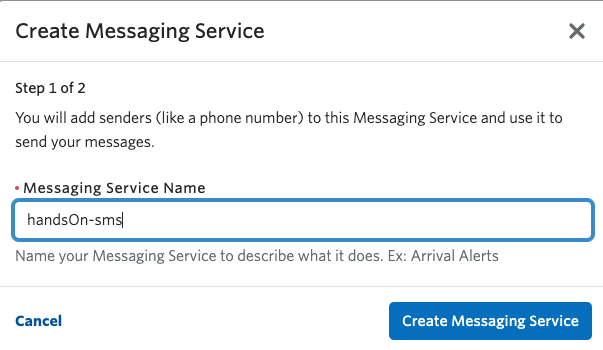 Create Messaging Service
Step 1 of 2
You will add senders (like a phone number) to this Messaging Service and use it to
send your messages.
Messaging Service Name
handsOn-sms
Name your Messaging Service to describe what it does. Ex: Arrival Alerts
Cancel
Create Messaging Service